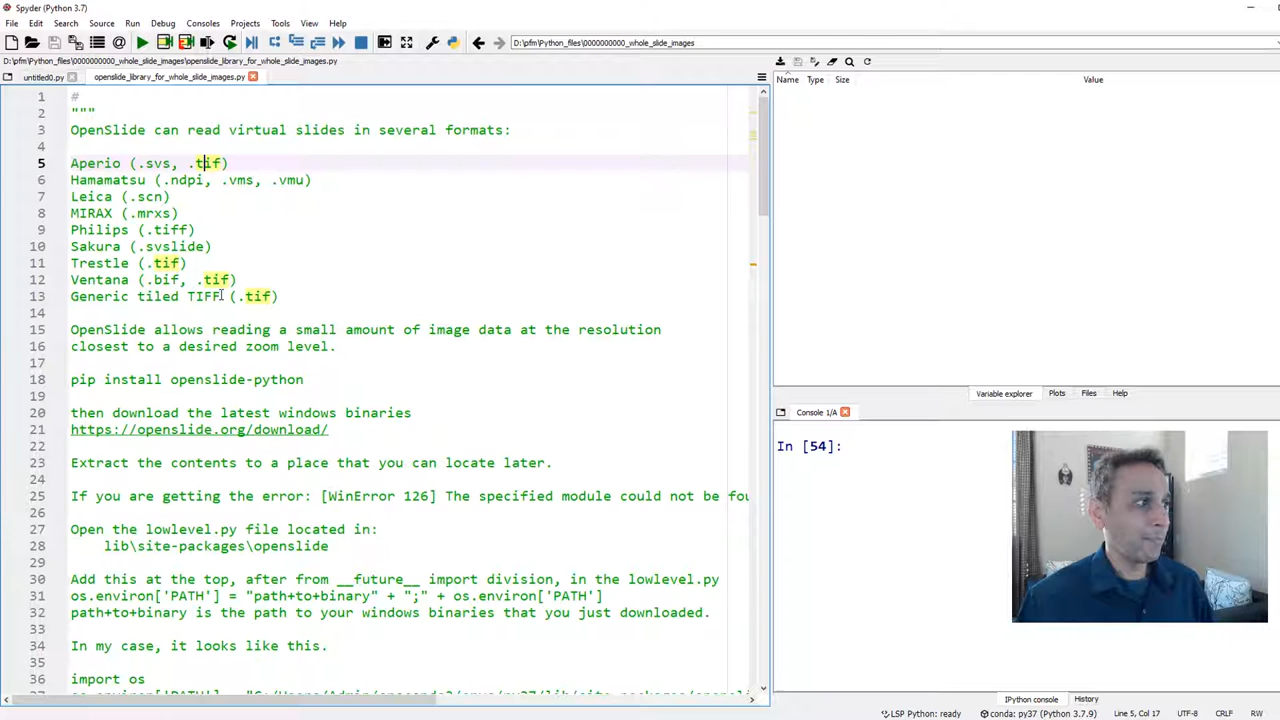 Spyder (Python 3.7)
File Edit Search Source Run Debug Consoles Projects Tools View Help
D:\pfm\Python_files\0000000000_whole_slide_images
D:\pfm\Python_files\0000000000_whole_slide_images\openslide_library_for_whole_slide_images.py
untitled0.py openslide_library_for_whole_slide_images.py
Name Type Size Value
1 #
2 """
3 OpenSlide can read virtual slides in several formats:
4
5 Aperio (.svs, .tif)
6 Hamamatsu (.ndpi, .vms, .vmu)
7 Leica (.scn)
8 MIRAX (.mrxs)
9 Philips (.tiff)
10 Sakura (.svslide)
11 Trestle (.tif)
12 Ventana (.bif, .tif)
13 Generic tiled TIFF (.tif)
14
15 OpenSlide allows reading a small amount of image data at the resolution
16 closest to a desired zoom level.
17
18 pip install openslide-python
19
20 then download the latest windows binaries
21 https://openslide.org/download/
22
23 Extract the contents to a place that you can locate later.
24
25 If you are getting the error: [WinError 126] The specified module could not be fou
26
27 Open the lowlevel.py file located in:
28 lib\site-packages\openslide
29
30 Add this at the top, after from __future__ import division, in the lowlevel.py
31 os.environ['PATH'] = "path+to+binary" + ";" + os.environ['PATH']
32 path+to+binary is the path to your windows binaries that you just downloaded.
33
34 In my case, it looks like this.
35
36 import os
Variable explorer Plots Files Help
Console 1/A
In [54]:
IPython console History
LSP Python: ready conda: py37 (Python 3.7.9) Line 5, Col 17 UTF-8 CRLF RW